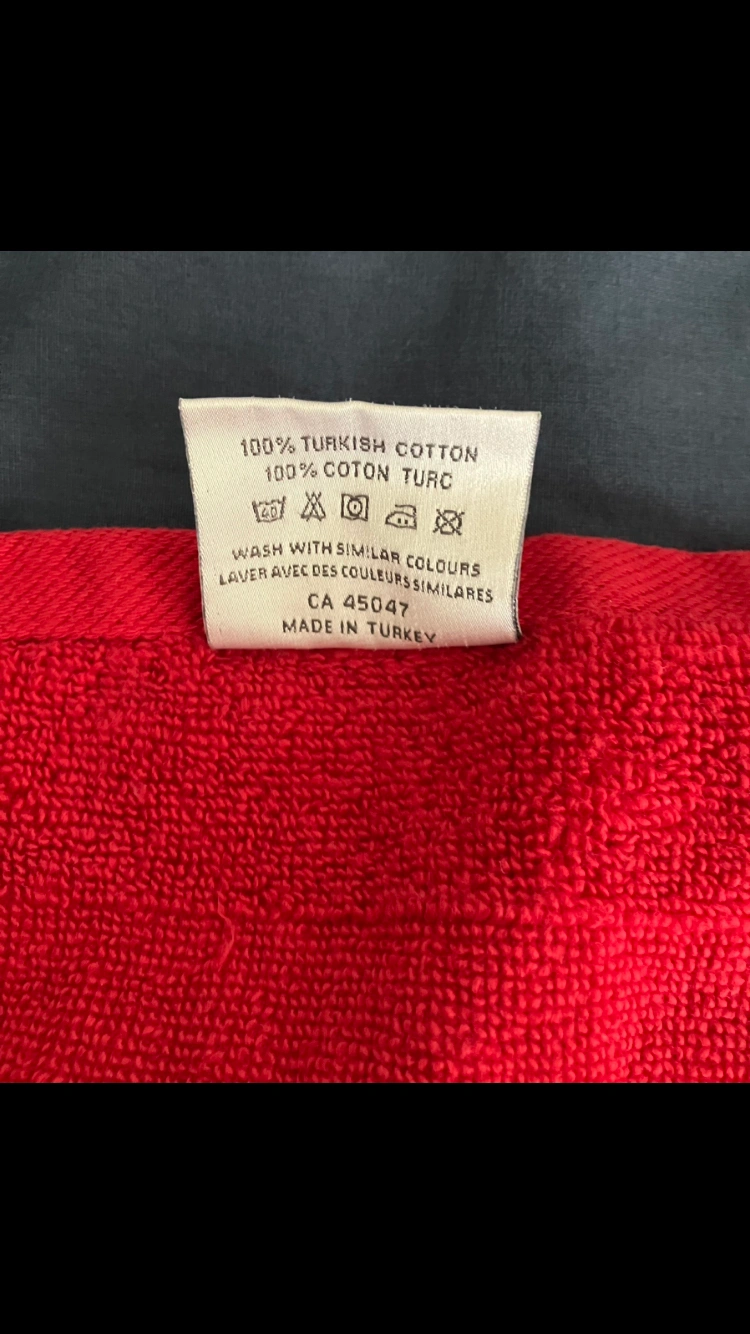 100% TURKISH COTTON
100% COTON TURC
40
WASH WITH SIMILAR COLOURS
LAVER AVEC DES COULEURS SIMILARES
CA 45047
MADE IN TURKEY